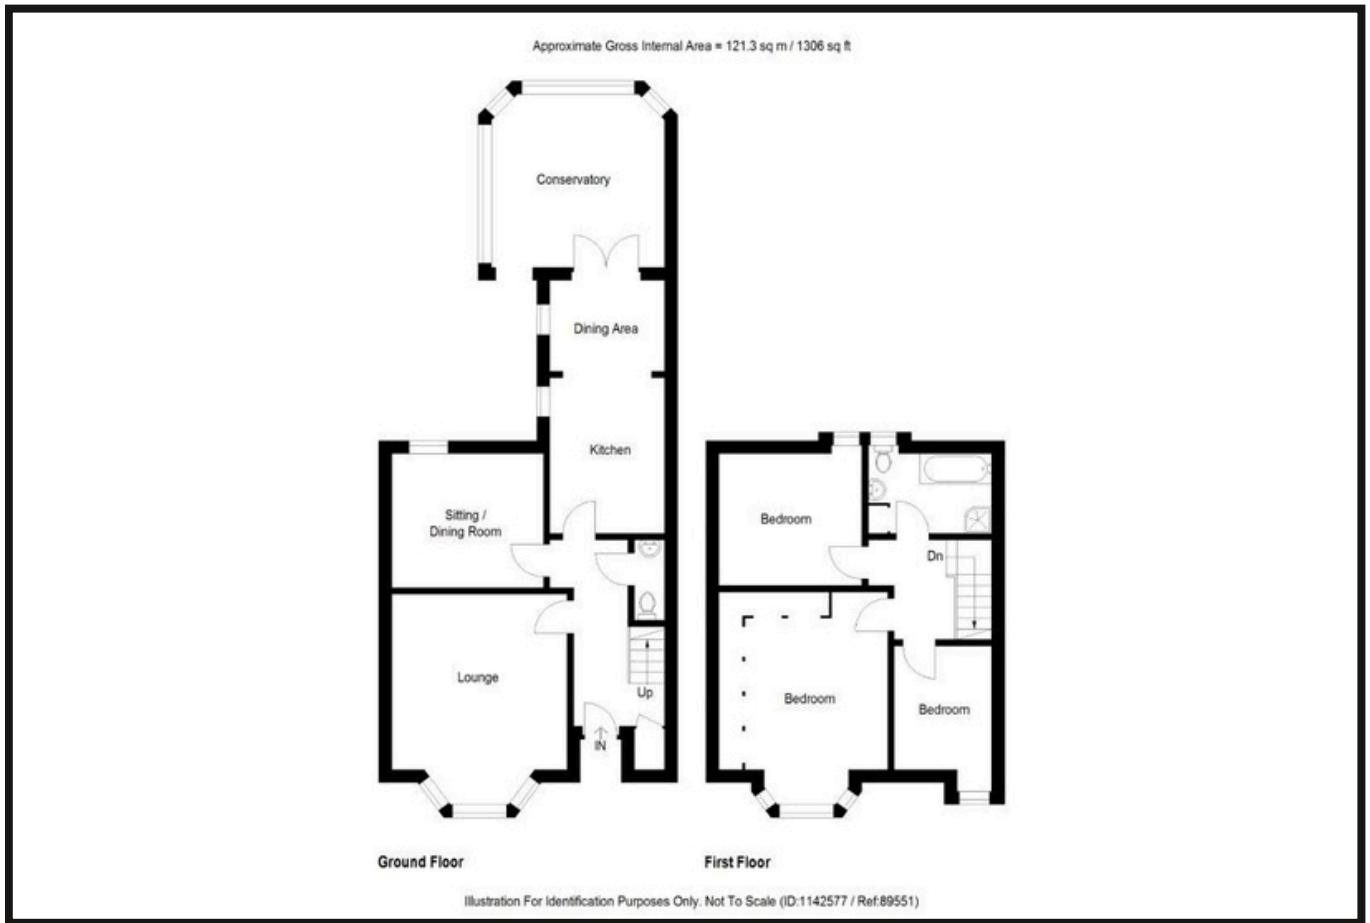 Approximate Gross Internal Area = 121.3 sq m / 1306 sq ft
Conservatory
Dining Area
Kitchen
Sitting /
Dining Room
Lounge
Up
IN
Ground Floor
Bedroom
Dn
Bedroom
Bedroom
First Floor
Illustration For Identification Purposes Only. Not To Scale (ID:1142577 / Ref:89551)